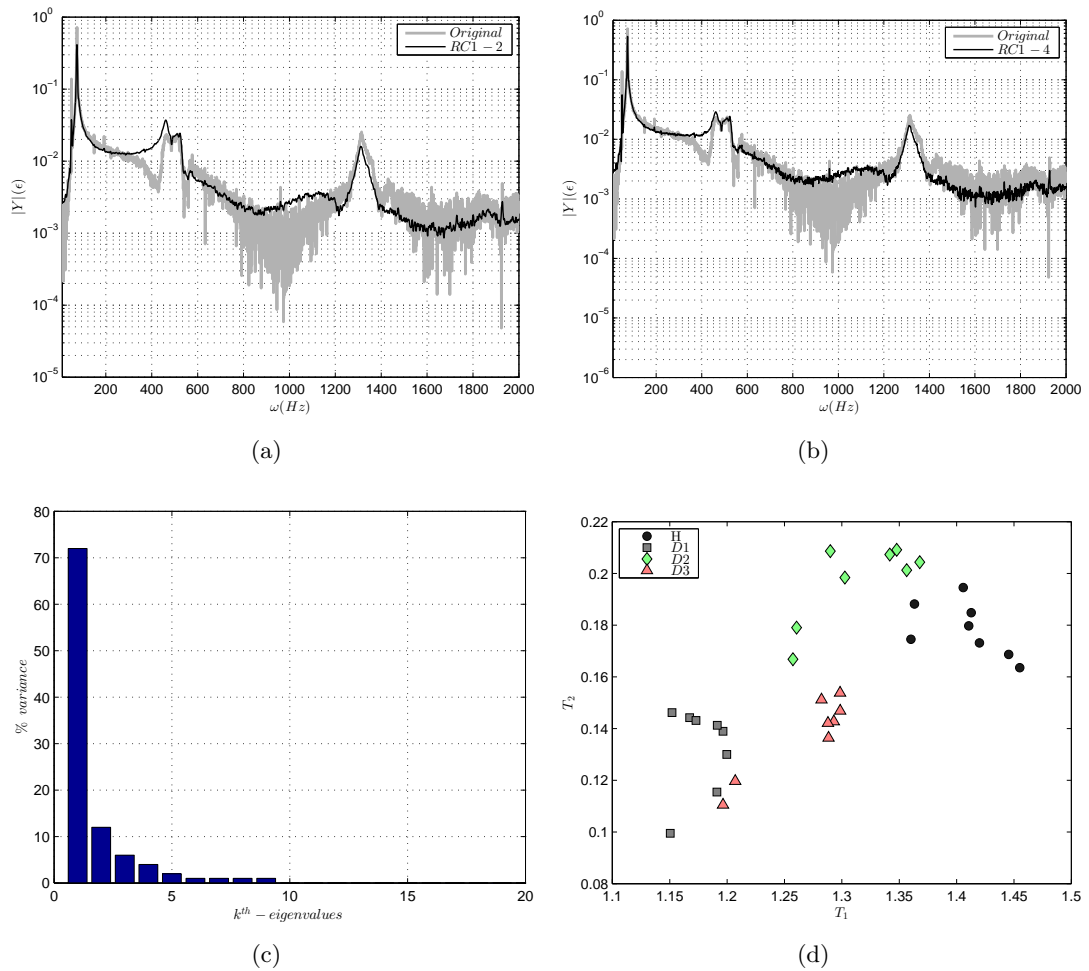 10^0
10^-1
10^-2
10^-3
10^-4
10^-5
|Y|(ϵ)
200 400 600 800 1000 1200 1400 1600 1800 2000
ω(Hz)
Original
RC1 − 2
(a)
10^0
10^-1
10^-2
10^-3
10^-4
10^-5
10^-6
|Y|(ϵ)
200 400 600 800 1000 1200 1400 1600 1800 2000
ω(Hz)
Original
RC1 − 4
(b)
80
70
60
50
40
30
20
10
0
% variance
0 5 10 15 20
k^th − eigenvalues
(c)
0.22
0.2
0.18
0.16
0.14
0.12
0.1
0.08
T_2
1.1 1.15 1.2 1.25 1.3 1.35 1.4 1.45 1.5
T_1
H
D1
D2
D3
(d)